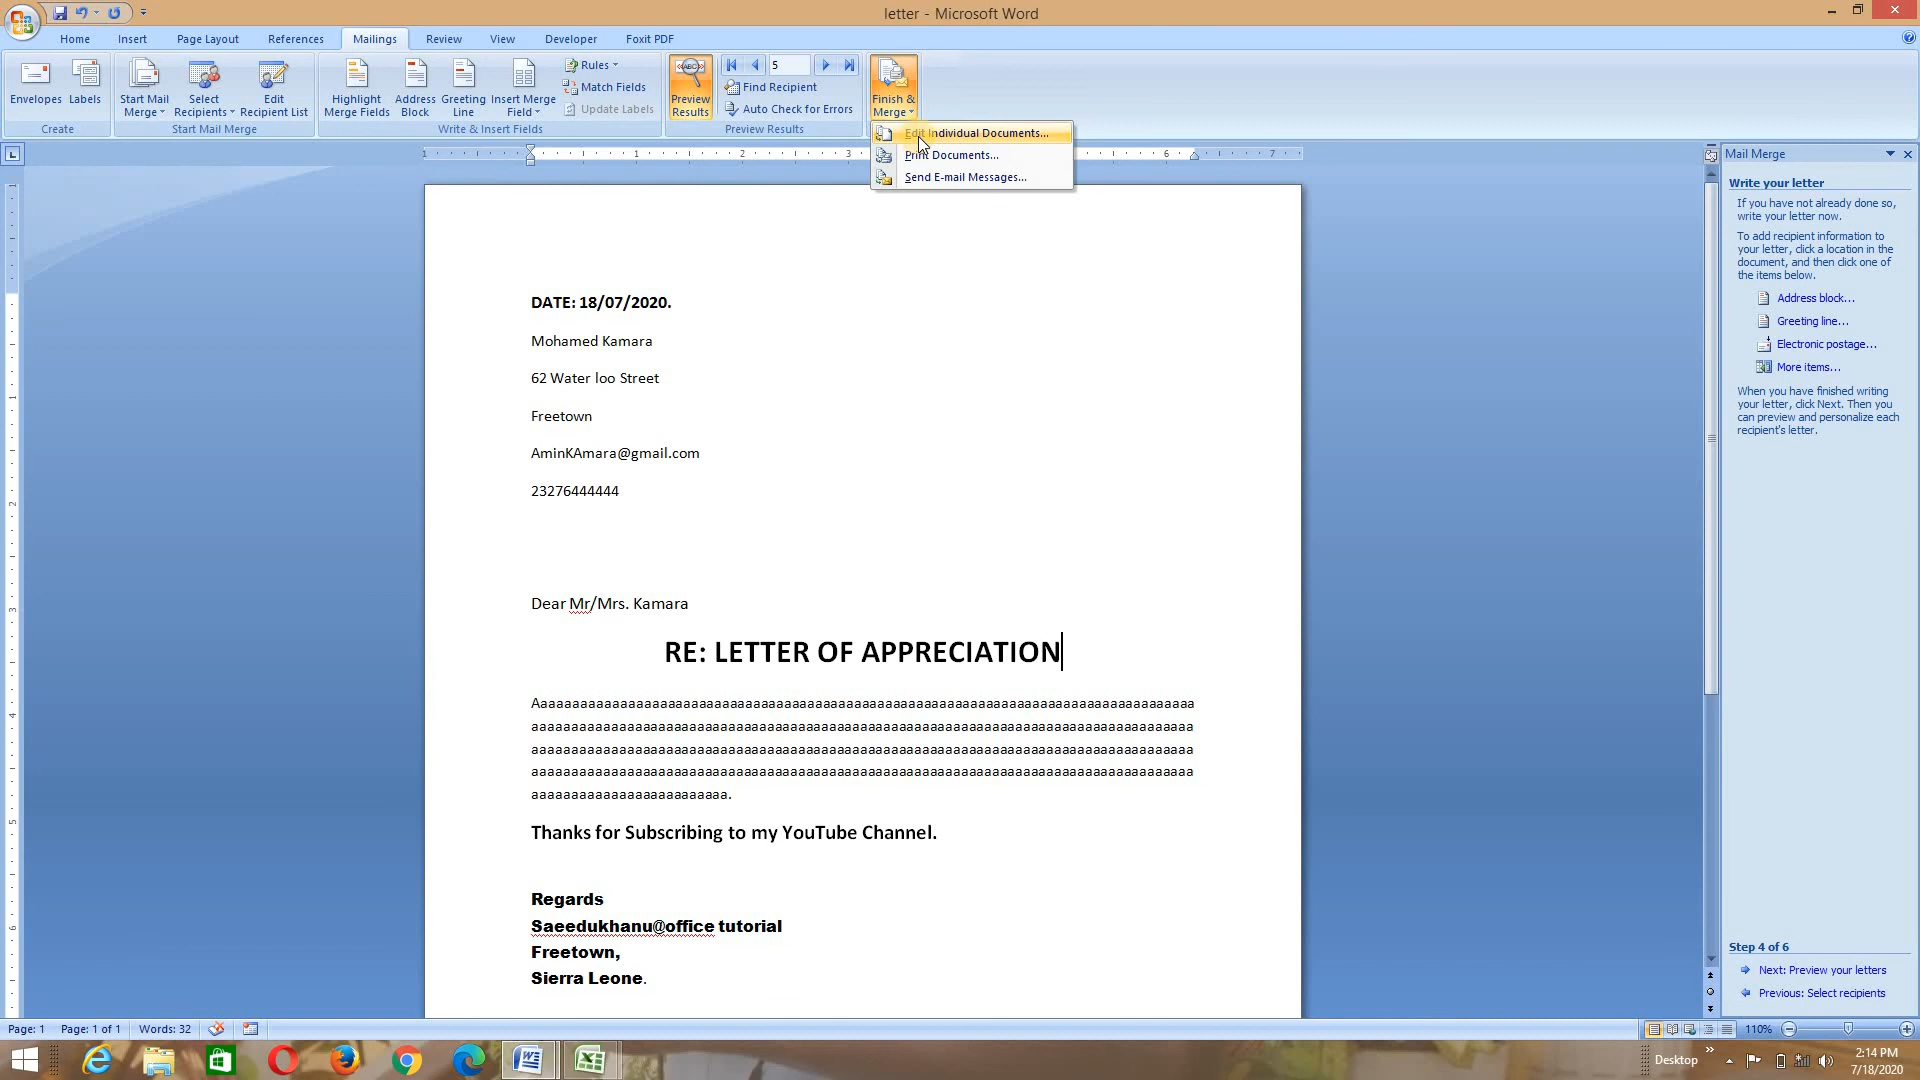 letter - Microsoft Word
Home Insert Page Layout References Mailings Review View Developer Foxit PDF
Envelopes Labels
Create
Start Mail Merge
Select Recipients
Edit Recipient List
Start Mail Merge
Highlight Merge Fields
Address Block
Greeting Line
Insert Merge Field
Rules
Match Fields
Update Labels
Write & Insert Fields
ABC
Preview Results
5
Find Recipient
Auto Check for Errors
Preview Results
Finish & Merge
Edit Individual Documents...
Print Documents...
Send E-mail Messages...
1 1 2 3 6 7
DATE: 18/07/2020.
Mohamed Kamara
62 Water loo Street
Freetown
AminKAmara@gmail.com
23276444444
Dear Mr/Mrs. Kamara
RE: LETTER OF APPRECIATION
Thanks for Subscribing to my YouTube Channel.
Regards
Saeedukhanu@office tutorial
Freetown,
Sierra Leone.
Mail Merge
Write your letter
If you have not already done so,
write your letter now.
To add recipient information to
your letter, click a location in the
document, and then click one of
the items below.
Address block...
Greeting line...
Electronic postage...
More items...
When you have finished writing
your letter, click Next. Then you
can preview and personalize each
recipient's letter.
Step 4 of 6
Next: Preview your letters
Previous: Select recipients
Page: 1 Page: 1 of 1 Words: 32
110%
Desktop
2:14 PM
7/18/2020